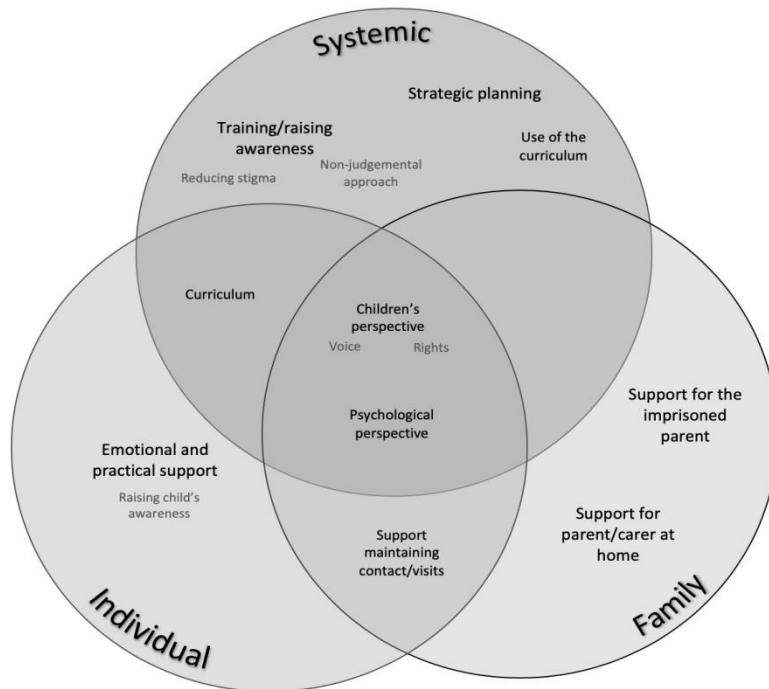 Systemic
Strategic planning
Training/raising
awareness
Use of the
curriculum
Non-judgemental
approach
Reducing stigma
Curriculum
Children's
perspective
Voice
Rights
Psychological
perspective
Support for the
imprisoned
parent
Emotional and
practical support
Raising child's
awareness
Support for
parent/carer at
home
Support
maintaining
contact/visits
Individual
Family